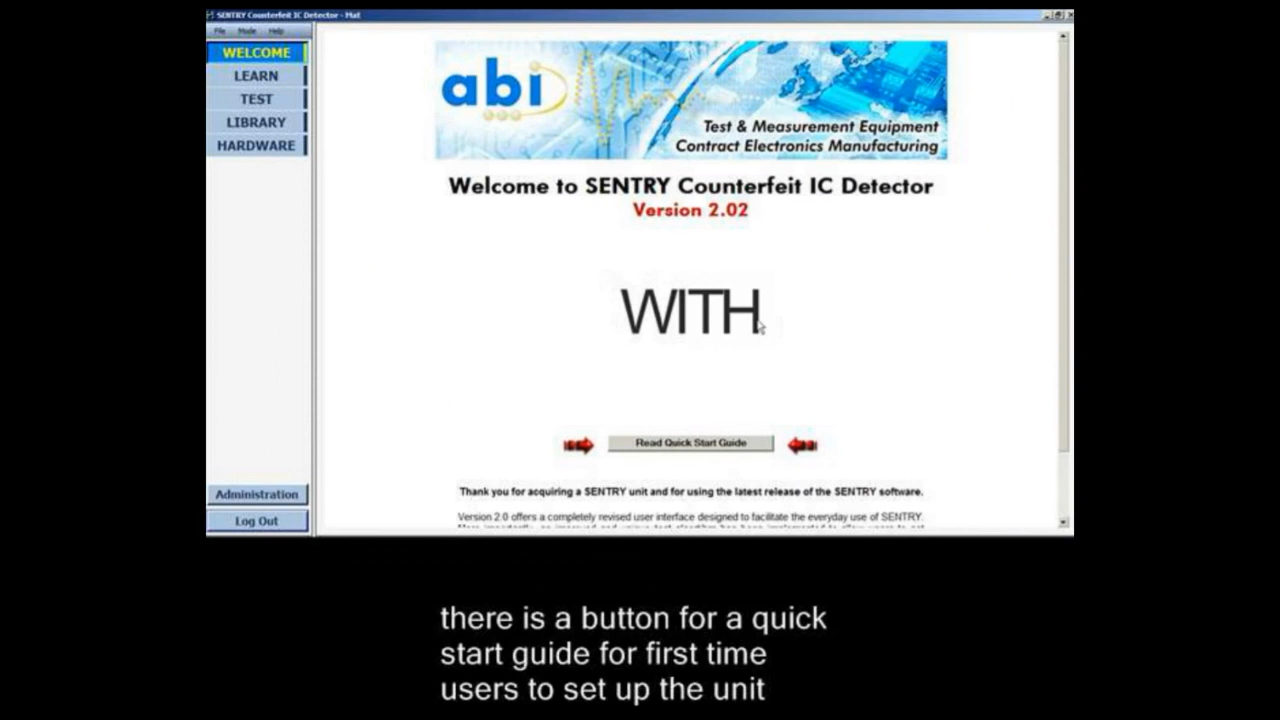 SENTRY Counterfeit IC Detector - Mat
File Mode Help
WELCOME
LEARN
TEST
LIBRARY
HARDWARE
Administration
Log Out
abi
Test & Measurement Equipment
Contract Electronics Manufacturing
Welcome to SENTRY Counterfeit IC Detector
Version 2.02
WITH
Read Quick Start Guide
Thank you for acquiring a SENTRY unit and for using the latest release of the SENTRY software.
Version 2.0 offers a completely revised user interface designed to facilitate the everyday use of SENTRY.
there is a button for a quick
start guide for first time
users to set up the unit